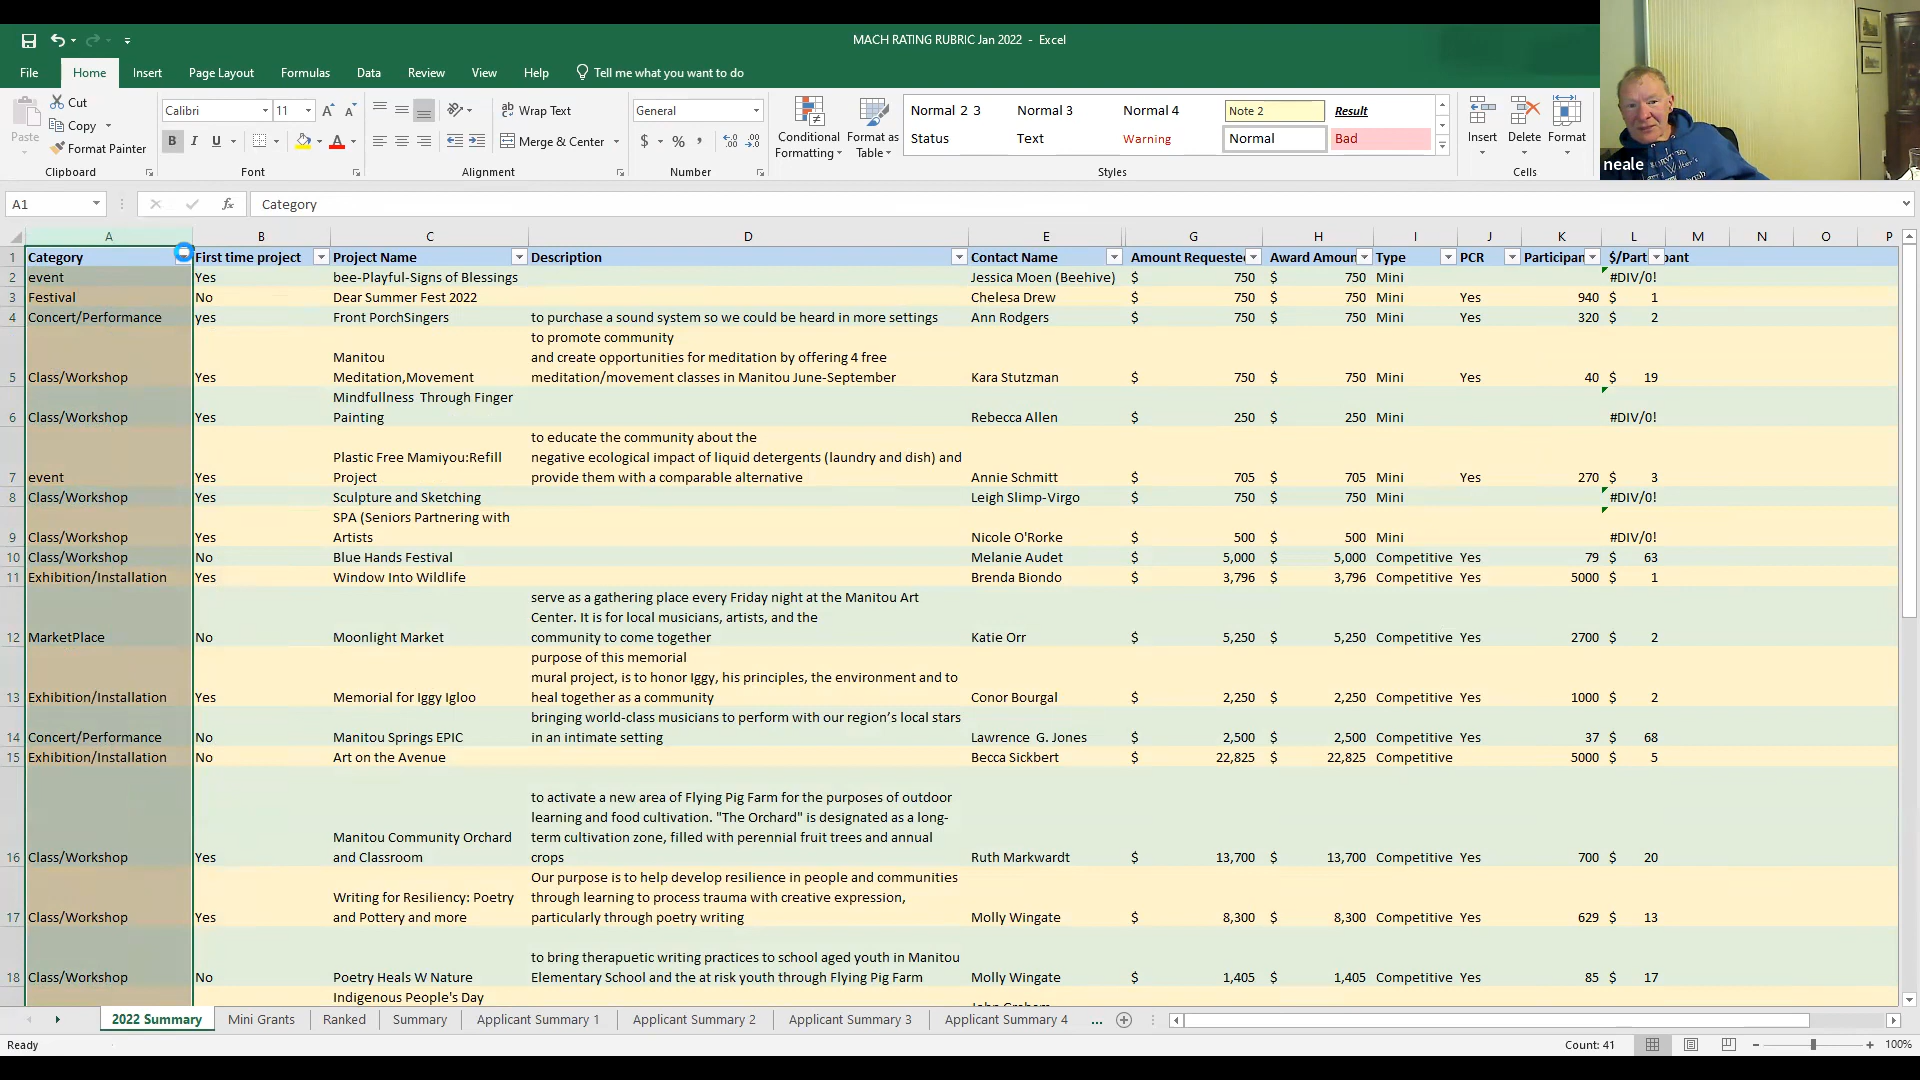 MACH RATING RUBRIC Jan 2022 - Excel
File Home Insert Page Layout Formulas Data Review View Help Tell me what you want to do
Paste Cut Copy Format Painter
Calibri 11 General
B I U
Wrap Text
Merge & Center
$ %
Conditional Formatting
Format as Table
Normal 2 3 Normal 3 Normal 4 Note 2 Result
Status Text Warning Normal Bad
Insert Delete Format
Clipboard Font Alignment Number Styles Cells
neale
A1 fx Category
A B C D E G H I J K L M N O P
1 Category First time project Project Name Description Contact Name Amount Requeste Award Amoun Type PCR Participan $/Part pant
2 event Yes bee-Playful-Signs of Blessings Jessica Moen (Beehive) $ 750 $ 750 Mini #DIV/0!
3 Festival No Dear Summer Fest 2022 Chelesa Drew $ 750 $ 750 Mini Yes 940 $ 1
4 Concert/Performance yes Front PorchSingers to purchase a sound system so we could be heard in more settings Ann Rodgers $ 750 $ 750 Mini Yes 320 $ 2
to promote community
Manitou and create opportunities for meditation by offering 4 free
5 Class/Workshop Yes Meditation,Movement meditation/movement classes in Manitou June-September Kara Stutzman $ 750 $ 750 Mini Yes 40 $ 19
Mindfullness Through Finger
6 Class/Workshop Yes Painting Rebecca Allen $ 250 $ 250 Mini #DIV/0!
to educate the community about the
Plastic Free Mamiyou:Refill negative ecological impact of liquid detergents (laundry and dish) and
7 event Yes Project provide them with a comparable alternative Annie Schmitt $ 705 $ 705 Mini Yes 270 $ 3
8 Class/Workshop Yes Sculpture and Sketching Leigh Slimp-Virgo $ 750 $ 750 Mini #DIV/0!
SPA (Seniors Partnering with
9 Class/Workshop Yes Artists Nicole O'Rorke $ 500 $ 500 Mini #DIV/0!
10 Class/Workshop No Blue Hands Festival Melanie Audet $ 5,000 $ 5,000 Competitive Yes 79 $ 63
11 Exhibition/Installation Yes Window Into Wildlife Brenda Biondo $ 3,796 $ 3,796 Competitive Yes 5000 $ 1
serve as a gathering place every Friday night at the Manitou Art
Center. It is for local musicians, artists, and the
12 MarketPlace No Moonlight Market community to come together Katie Orr $ 5,250 $ 5,250 Competitive Yes 2700 $ 2
purpose of this memorial
mural project, is to honor Iggy, his principles, the environment and to
13 Exhibition/Installation Yes Memorial for Iggy Igloo heal together as a community Conor Bourgal $ 2,250 $ 2,250 Competitive Yes 1000 $ 2
bringing world-class musicians to perform with our region’s local stars
14 Concert/Performance No Manitou Springs EPIC in an intimate setting Lawrence G. Jones $ 2,500 $ 2,500 Competitive Yes 37 $ 68
15 Exhibition/Installation No Art on the Avenue Becca Sickbert $ 22,825 $ 22,825 Competitive 5000 $ 5
to activate a new area of Flying Pig Farm for the purposes of outdoor
learning and food cultivation. "The Orchard" is designated as a long-
Manitou Community Orchard term cultivation zone, filled with perennial fruit trees and annual
16 Class/Workshop Yes and Classroom crops Ruth Markwardt $ 13,700 $ 13,700 Competitive Yes 700 $ 20
Our purpose is to help develop resilience in people and communities
Writing for Resiliency: Poetry through learning to process trauma with creative expression,
17 Class/Workshop Yes and Pottery and more particularly through poetry writing Molly Wingate $ 8,300 $ 8,300 Competitive Yes 629 $ 13
to bring therapuetic writing practices to school aged youth in Manitou
18 Class/Workshop No Poetry Heals W Nature Elementary School and the at risk youth through Flying Pig Farm Molly Wingate $ 1,405 $ 1,405 Competitive Yes 85 $ 17
Indigenous People's Day
2022 Summary Mini Grants Ranked Summary Applicant Summary 1 Applicant Summary 2 Applicant Summary 3 Applicant Summary 4 ...
Ready Count: 41 100%